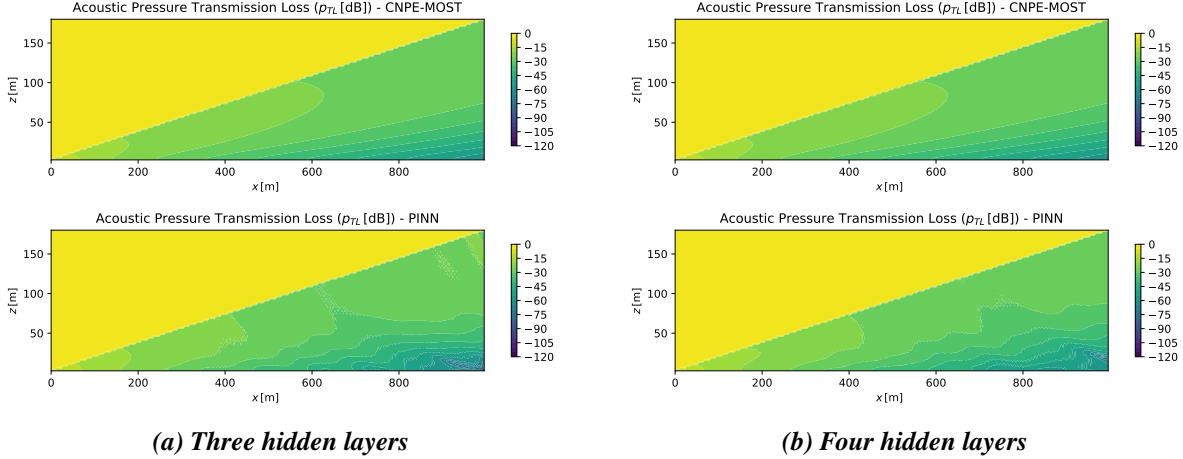 Acoustic Pressure Transmission Loss (p_TL [dB]) - CNPE-MOST
150
100
50
z [m]
0 200 400 600 800
x [m]
0
−15
−30
−45
−60
−75
−90
−105
−120
Acoustic Pressure Transmission Loss (p_TL [dB]) - CNPE-MOST
150
100
50
z [m]
0 200 400 600 800
x [m]
0
−15
−30
−45
−60
−75
−90
−105
−120
Acoustic Pressure Transmission Loss (p_TL [dB]) - PINN
150
100
50
z [m]
0 200 400 600 800
x [m]
0
−15
−30
−45
−60
−75
−90
−105
−120
Acoustic Pressure Transmission Loss (p_TL [dB]) - PINN
150
100
50
z [m]
0 200 400 600 800
x [m]
0
−15
−30
−45
−60
−75
−90
−105
−120
(a) Three hidden layers
(b) Four hidden layers